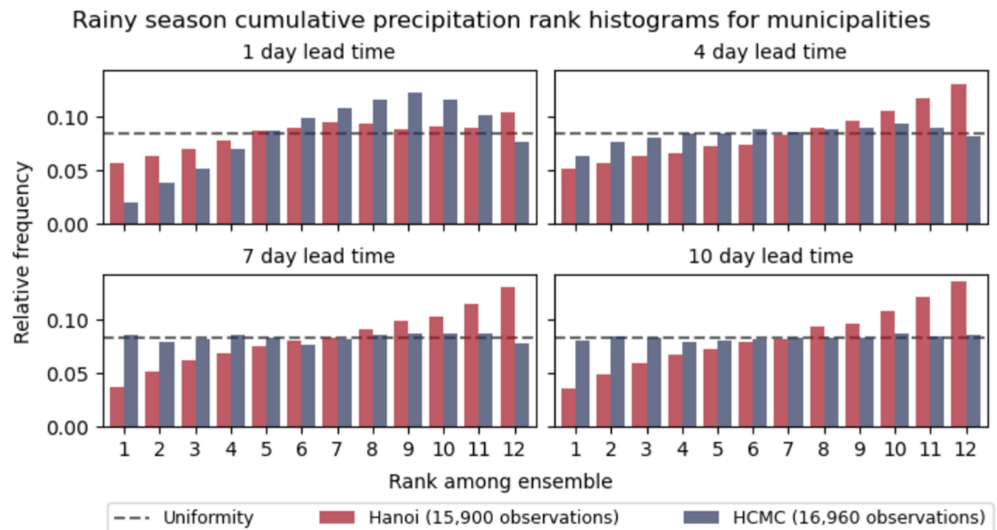 Rainy season cumulative precipitation rank histograms for municipalities
1 day lead time
4 day lead time
0.10
0.05
0.00
7 day lead time
10 day lead time
0.10
0.05
0.00
Relative frequency
1 2 3 4 5 6 7 8 9 10 11 12
1 2 3 4 5 6 7 8 9 10 11 12
Rank among ensemble
Uniformity
Hanoi (15,900 observations)
HCMC (16,960 observations)